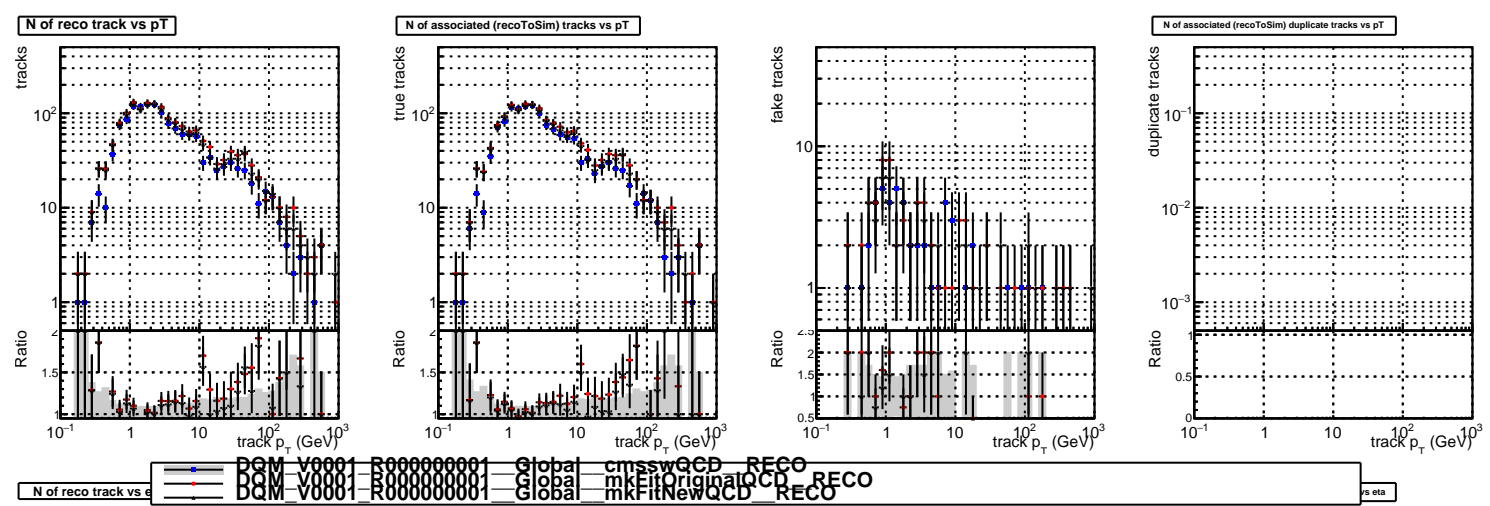 N of reco track vs pT
N of associated (recoToSim) tracks vs pT
N of associated (recoToSim) duplicate tracks vs pT
tracks
10²
10
1
Ratio
2
1.5
1
10⁻¹ 1 10 10² 10³
track p_T (GeV)
true tracks
10²
10
1
Ratio
2
1.5
1
10⁻¹ 1 10 10² 10³
track p_T (GeV)
fake tracks
10
1
Ratio
2.5
2
1.5
1
0.5
10⁻¹ 1 10 10² 10³
track p_T (GeV)
duplicate tracks
10⁻¹
10⁻²
10⁻³
Ratio
1
0.5
0
10⁻¹ 1 10 10² 10³
track p_T (GeV)
DQM_V0001_R000000001__Global__cmsswQCD__RECO
DQM_V0001_R000000001__Global__mkFitOriginalQCD__RECO
DQM_V0001_R000000001__Global__mkFitNewQCD__RECO
N of reco track vs e
vs eta